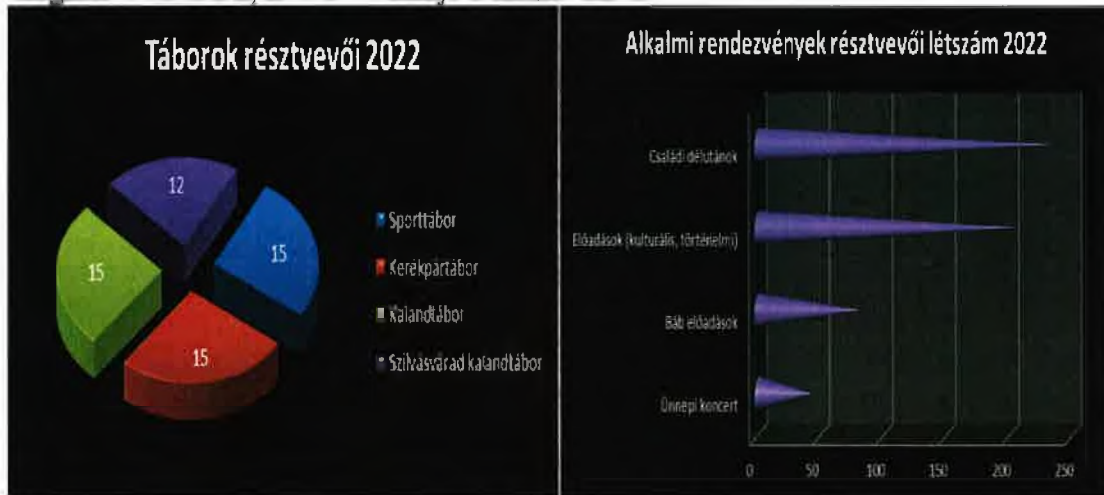 Táborok résztvevői 2022
12
15
15
15
Sporttábor
Kerékpártábor
Kalandtábor
Szilvásvárad kalandtábor
Alkalmi rendezvények résztvevői létszám 2022
Családi délutánok
Előadások (kulturális, történelmi)
Báb előadások
Ünnepi koncert
0 50 100 150 200 250